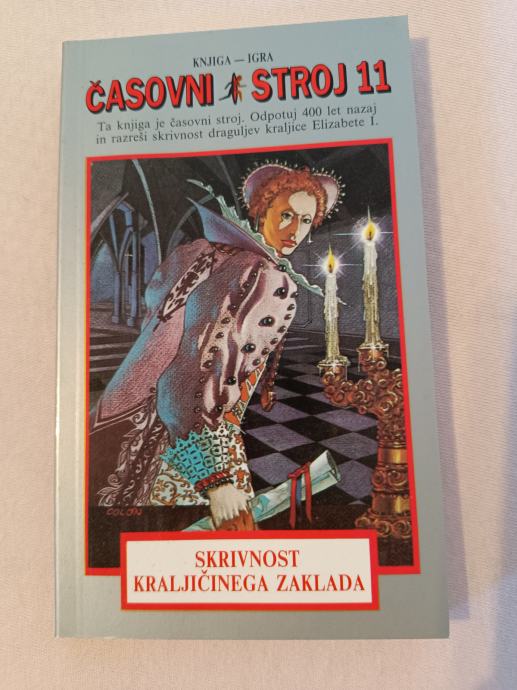 KNJIGA — IGRA
ČASOVNI STROJ 11
Ta knjiga je časovni stroj. Odpotuj 400 let nazaj
in razreši skrivnost draguljev kraljice Elizabete I.
COLON
SKRIVNOST
KRALJIČINEGA ZAKLADA